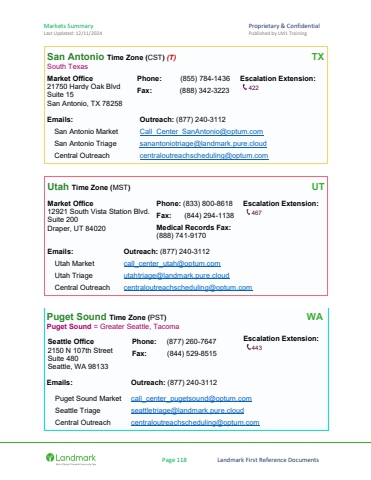 Markets Summary Proprietary & Confidential
Last Updated: 12/11/2024 Published by LM1 Training
San Antonio Time Zone (CST) (T) TX
South Texas
Market Office Phone: (855) 784-1436 Escalation Extension:
21750 Hardy Oak Blvd Fax: (888) 342-3223 422
Suite 15
San Antonio, TX 78258
Emails: Outreach: (877) 240-3112
San Antonio Market Call_Center_SanAntonio@optum.com
San Antonio Triage sanantoniotriage@landmark.pure.cloud
Central Outreach centraloutreachscheduling@optum.com
Utah Time Zone (MST) UT
Market Office Phone: (833) 800-8618 Escalation Extension:
12921 South Vista Station Blvd. Fax: (844) 294-1138 467
Suite 200
Draper, UT 84020 Medical Records Fax:
(888) 741-9170
Emails: Outreach: (877) 240-3112
Utah Market call_center_utah@optum.com
Utah Triage utahtriage@landmark.pure.cloud
Central Outreach centraloutreachscheduling@optum.com
Puget Sound Time Zone (PST) WA
Puget Sound = Greater Seattle, Tacoma
Seattle Office Phone: (877) 260-7647 Escalation Extension:
2150 N 107th Street Fax: (844) 529-8515 443
Suite 480
Seattle, WA 98133
Emails: Outreach: (877) 240-3112
Puget Sound Market call_center_pugetsound@optum.com
Seattle Triage seattletriage@landmark.pure.cloud
Central Outreach centraloutreachscheduling@optum.com
Landmark Page 118 Landmark First Reference Documents